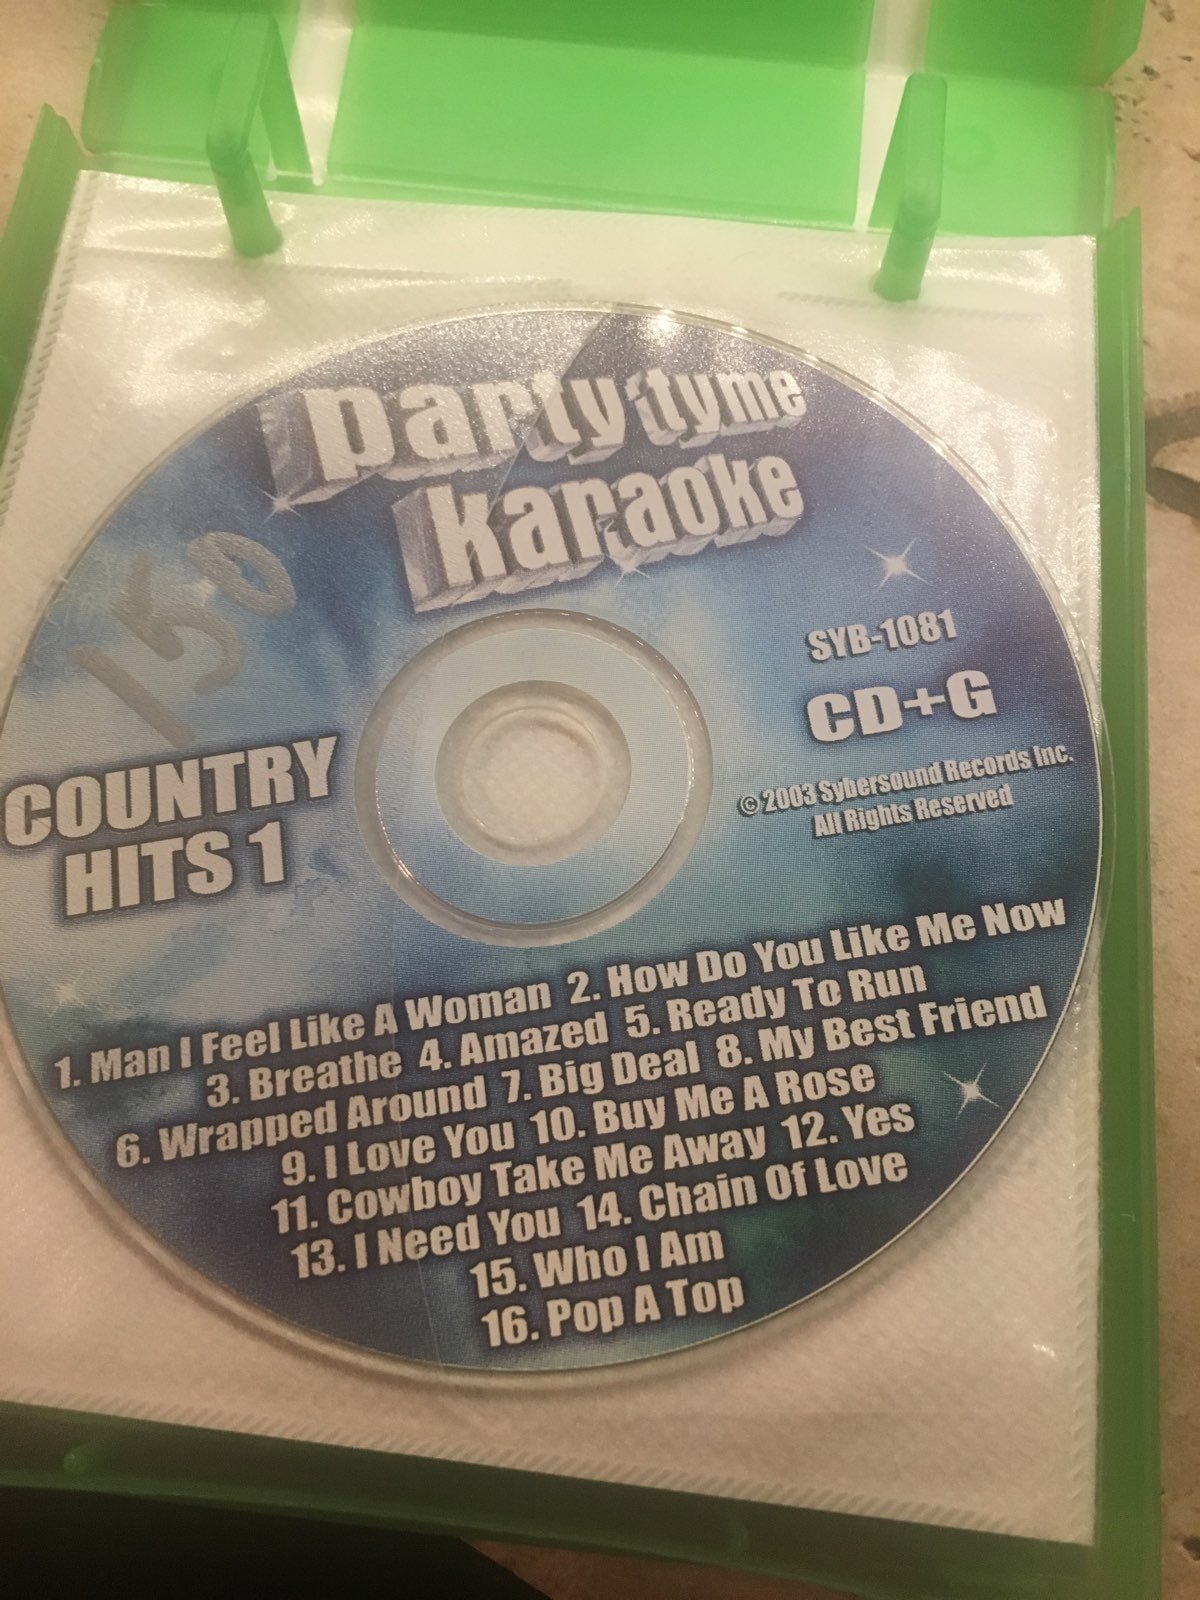 party tyme
karaoke
150
SYB-1081
CD+G
COUNTRY
HITS 1
© 2003 Sybersound Records Inc.
All Rights Reserved
1. Man I Feel Like A Woman 2. How Do You Like Me Now
3. Breathe 4. Amazed 5. Ready To Run
6. Wrapped Around 7. Big Deal 8. My Best Friend
9. I Love You 10. Buy Me A Rose
11. Cowboy Take Me Away 12. Yes
13. I Need You 14. Chain Of Love
15. Who I Am
16. Pop A Top